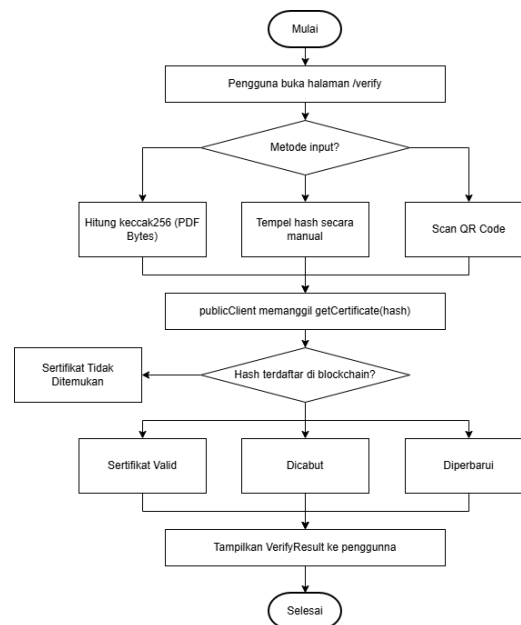 Mulai
Pengguna buka halaman /verify
Metode input?
Hitung keccak256 (PDF
Bytes)
Tempel hash secara
manual
Scan QR Code
publicClient memanggil getCertificate(hash)
Sertifikat Tidak
Ditemukan
Hash terdaftar di blockchain?
Sertifikat Valid
Dicabut
Diperbarui
Tampilkan VerifyResult ke penggunna
Selesai